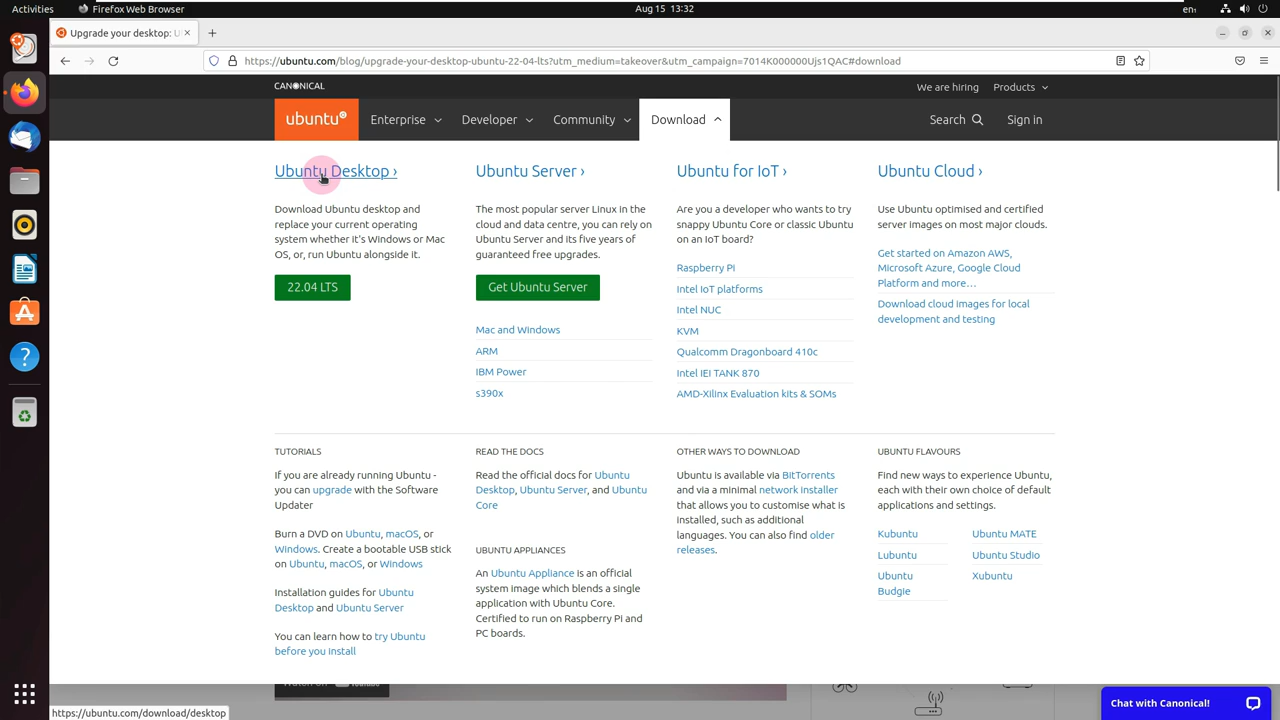 Activities
Firefox Web Browser
Aug 15 13:32
en
Upgrade your desktop: U
https://ubuntu.com/blog/upgrade-your-desktop-ubuntu-22-04-lts?utm_medium=takeover&utm_campaign=7014K000000Ujs1QAC#download
CANONICAL
We are hiring
Products
ubuntu®
Enterprise
Developer
Community
Download
Search
Sign in
Ubuntu Desktop ›
Download Ubuntu desktop and
replace your current operating
system whether it's Windows or Mac
OS, or, run Ubuntu alongside it.
22.04 LTS
Ubuntu Server ›
The most popular server Linux in the
cloud and data centre, you can rely on
Ubuntu Server and its five years of
guaranteed free upgrades.
Get Ubuntu Server
Mac and Windows
ARM
IBM Power
s390x
Ubuntu for IoT ›
Are you a developer who wants to try
snappy Ubuntu Core or classic Ubuntu
on an IoT board?
Raspberry Pi
Intel IoT platforms
Intel NUC
KVM
Qualcomm Dragonboard 410c
Intel IEI TANK 870
AMD-Xilinx Evaluation kits & SOMs
Ubuntu Cloud ›
Use Ubuntu optimised and certified
server images on most major clouds.
Get started on Amazon AWS,
Microsoft Azure, Google Cloud
Platform and more…
Download cloud images for local
development and testing
TUTORIALS
If you are already running Ubuntu -
you can upgrade with the Software
Updater
Burn a DVD on Ubuntu, macOS, or
Windows. Create a bootable USB stick
on Ubuntu, macOS, or Windows
Installation guides for Ubuntu
Desktop and Ubuntu Server
You can learn how to try Ubuntu
before you install
READ THE DOCS
Read the official docs for Ubuntu
Desktop, Ubuntu Server, and Ubuntu
Core
UBUNTU APPLIANCES
An Ubuntu Appliance is an official
system image which blends a single
application with Ubuntu Core.
Certified to run on Raspberry Pi and
PC boards.
OTHER WAYS TO DOWNLOAD
Ubuntu is available via BitTorrents
and via a minimal network installer
that allows you to customise what is
installed, such as additional
languages. You can also find older
releases.
UBUNTU FLAVOURS
Find new ways to experience Ubuntu,
each with their own choice of default
applications and settings.
Kubuntu
Lubuntu
Ubuntu
Budgie
Ubuntu MATE
Ubuntu Studio
Xubuntu
https://ubuntu.com/download/desktop
Chat with Canonical!